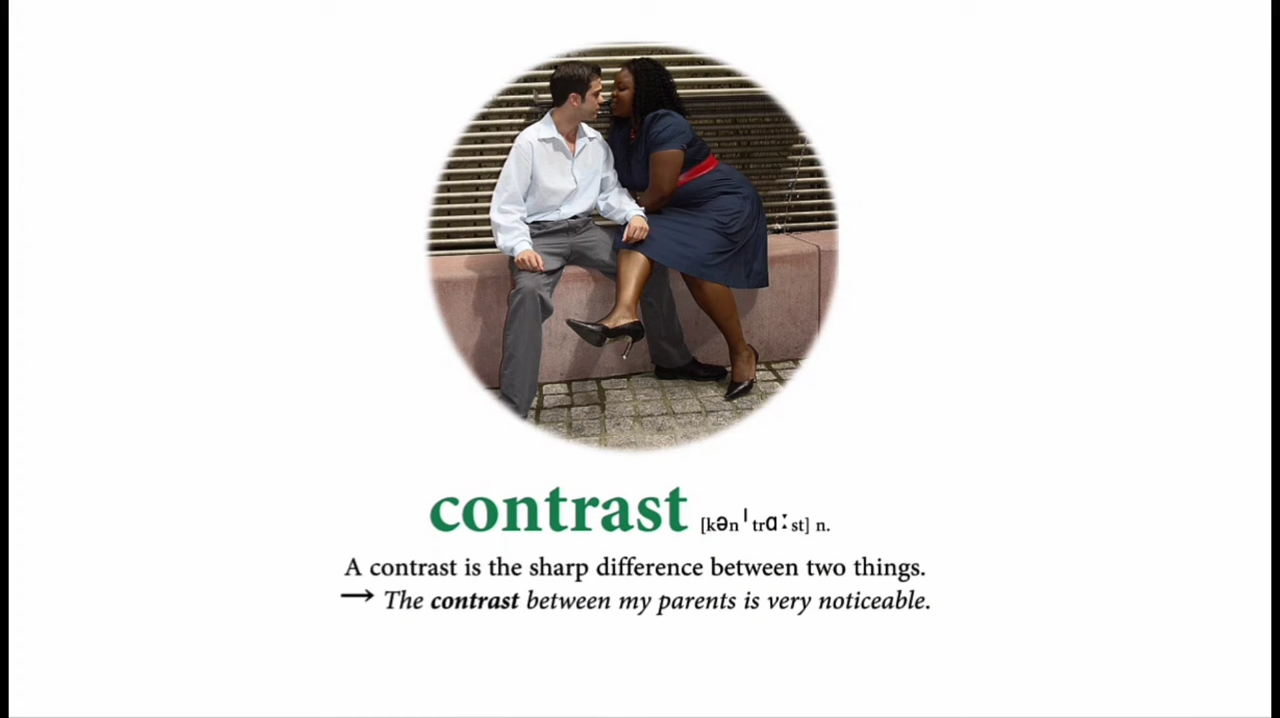 contrast [kənˈtrɑːst] n.
A contrast is the sharp difference between two things.
→ The contrast between my parents is very noticeable.